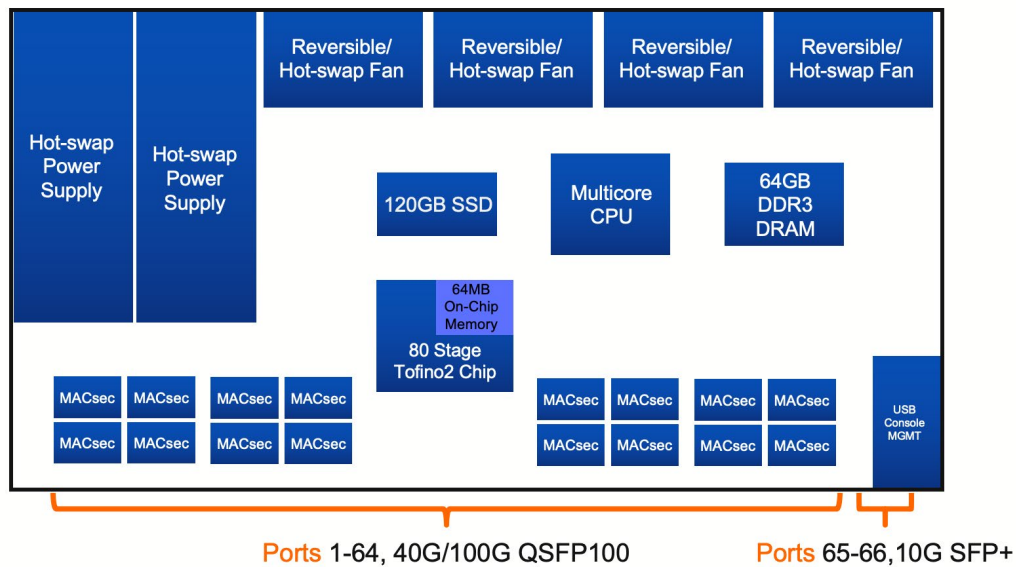 Reversible/
Hot-swap Fan
Reversible/
Hot-swap Fan
Reversible/
Hot-swap Fan
Reversible/
Hot-swap Fan
Hot-swap
Power
Supply
Hot-swap
Power
Supply
120GB SSD
Multicore
CPU
64GB
DDR3
DRAM
64MB
On-Chip
Memory
80 Stage
Tofino2 Chip
MACsec MACsec MACsec MACsec
MACsec MACsec MACsec MACsec
MACsec MACsec MACsec MACsec
MACsec MACsec MACsec MACsec
USB
Console
MGMT
Ports 1-64, 40G/100G QSFP100
Ports 65-66,10G SFP+